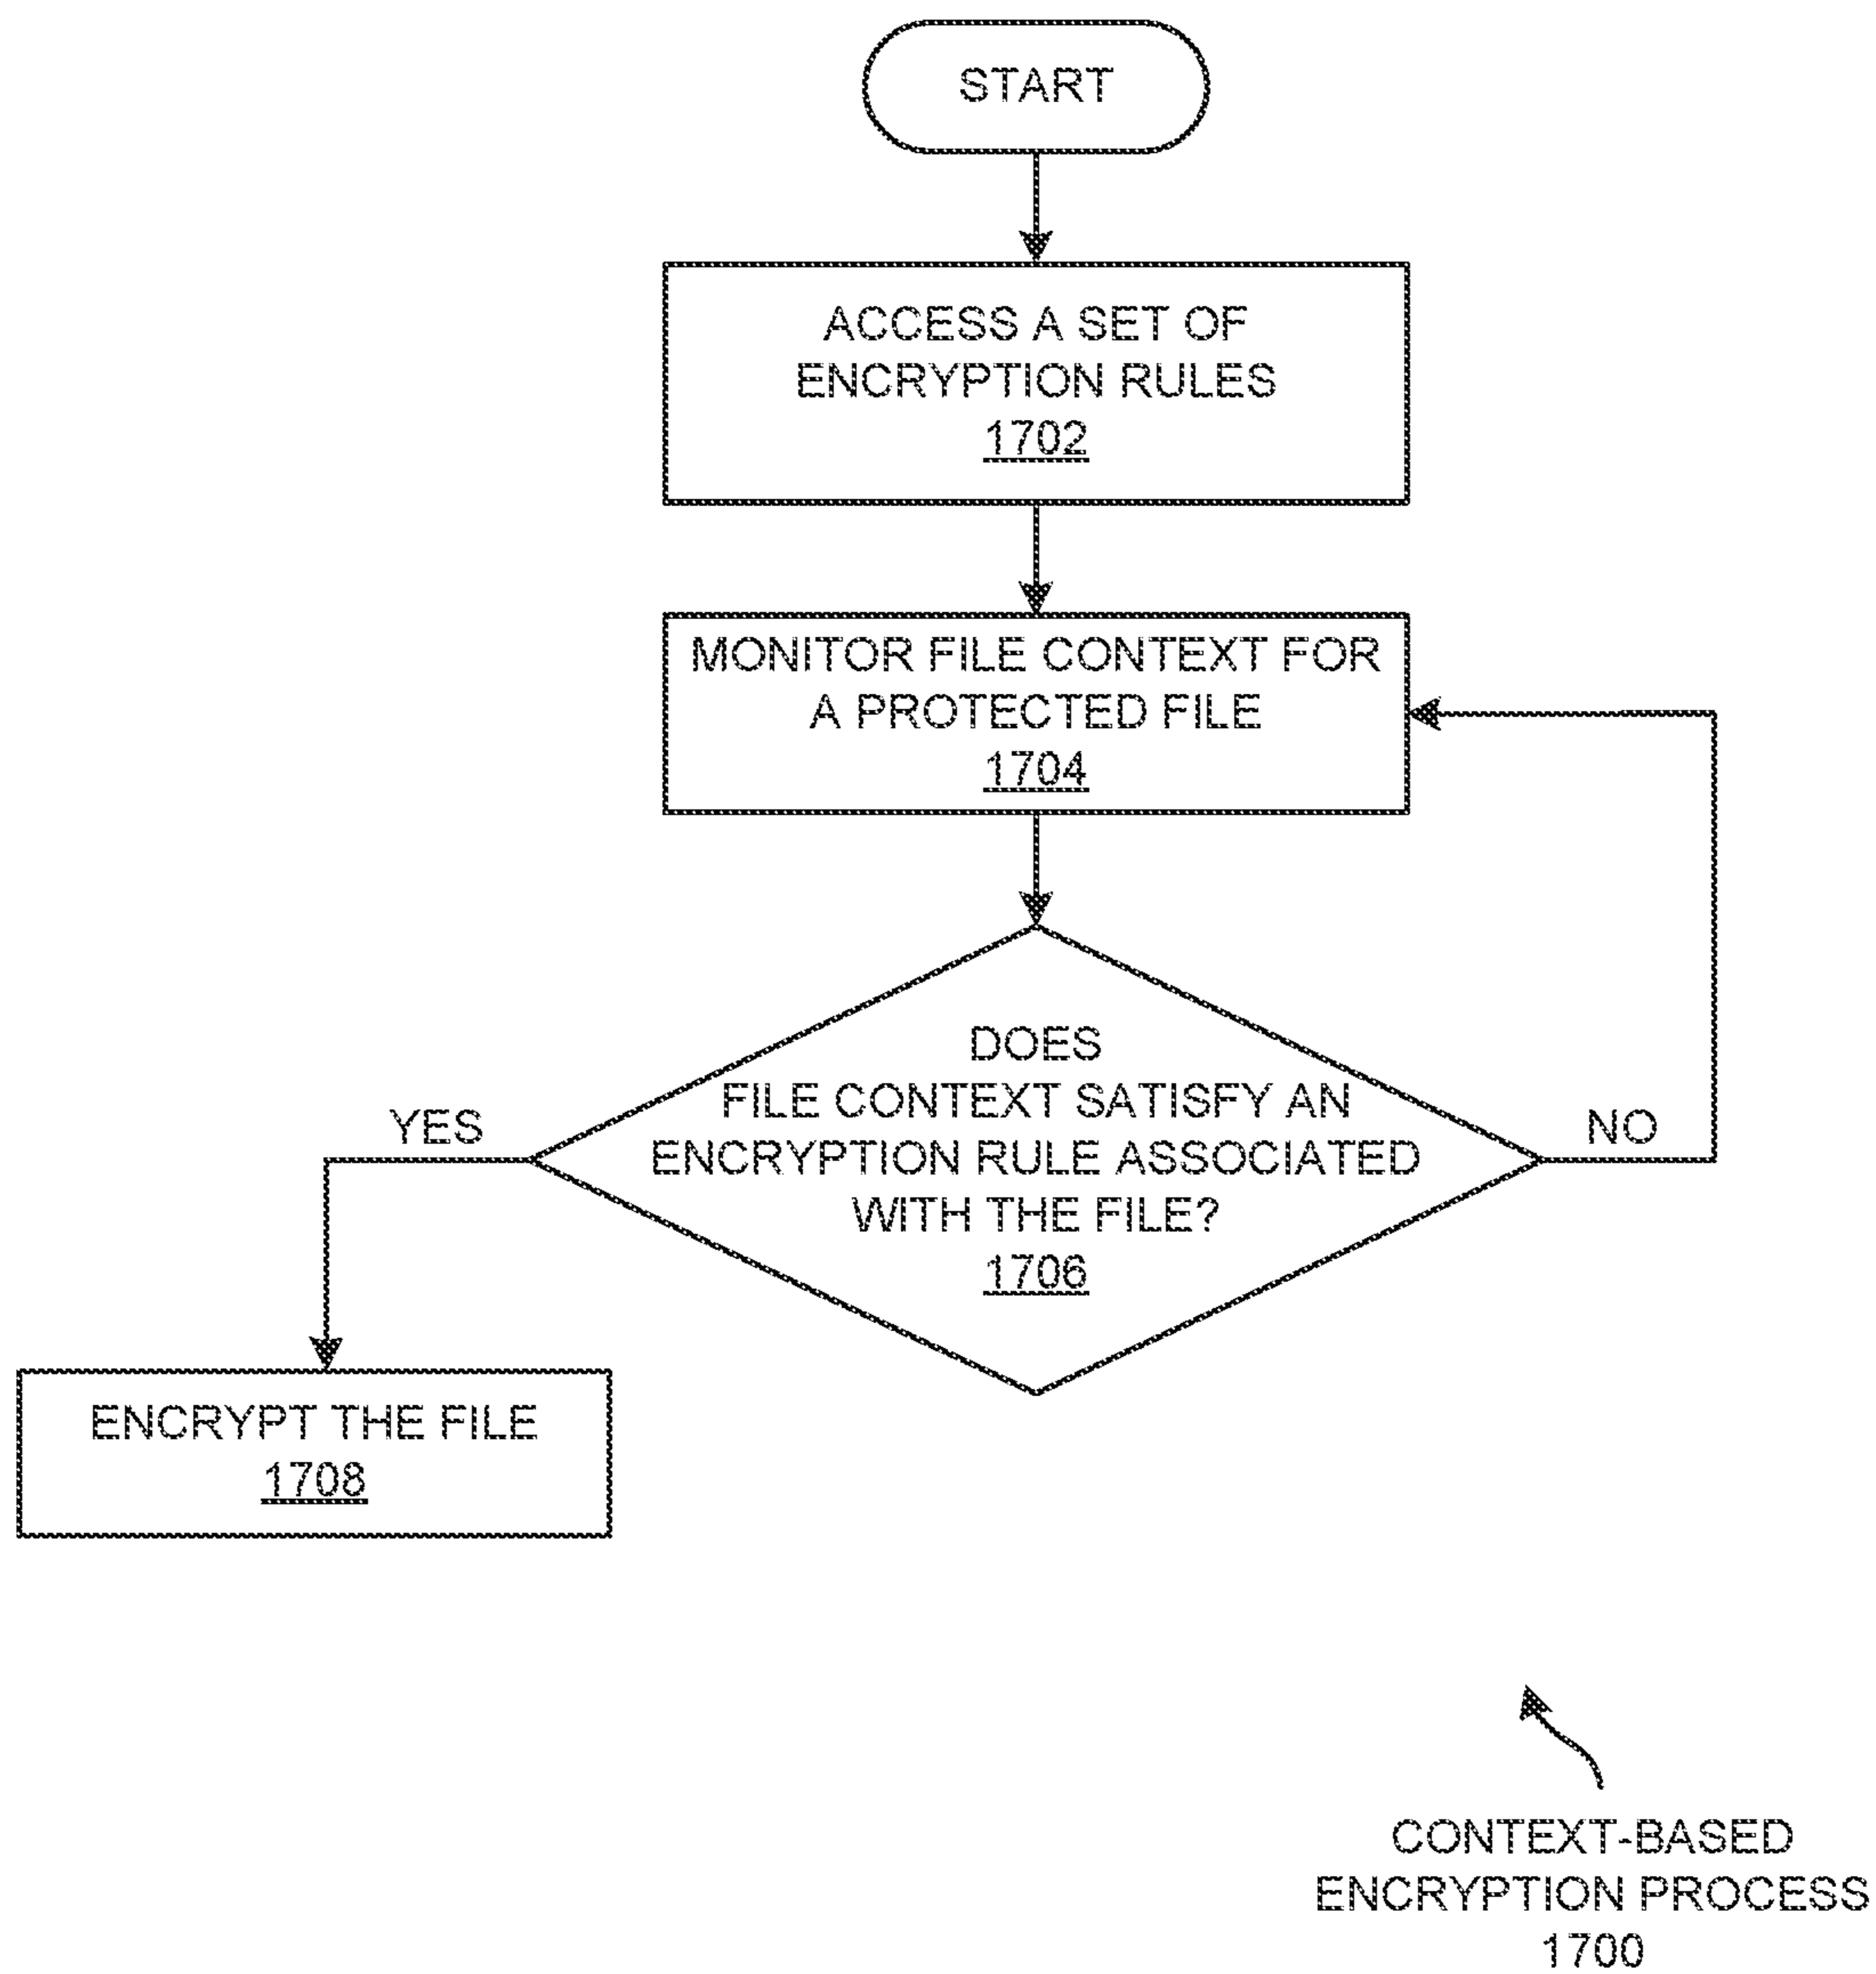 START
ACCESS A SET OF
ENCRYPTION RULES
1702
MONITOR FILE CONTEXT FOR
A PROTECTED FILE
1704
DOES
FILE CONTEXT SATISFY AN
ENCRYPTION RULE ASSOCIATED
WITH THE FILE?
1706
YES
NO
ENCRYPT THE FILE
1708
CONTEXT-BASED
ENCRYPTION PROCESS
1700